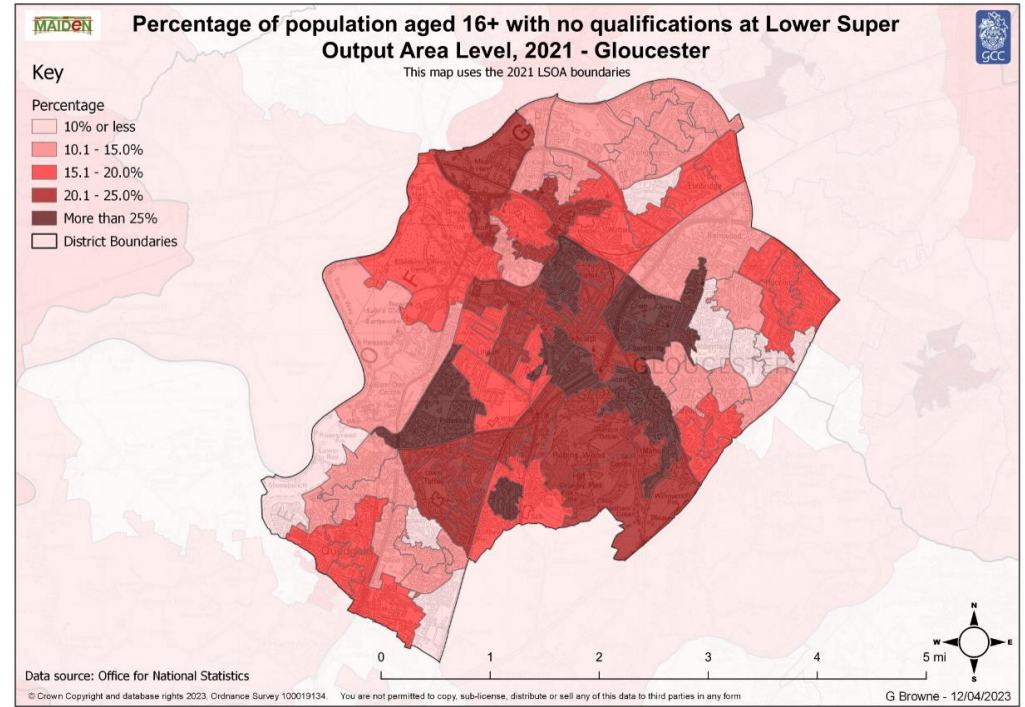 MAIDEN
Percentage of population aged 16+ with no qualifications at Lower Super
Output Area Level, 2021 - Gloucester
This map uses the 2021 LSOA boundaries
GCC
Key
Percentage
10% or less
10.1 - 15.0%
15.1 - 20.0%
20.1 - 25.0%
More than 25%
District Boundaries
GLOUCESTER
Quedgeley
N
W E
S
0 1 2 3 4 5 mi
Data source: Office for National Statistics
© Crown Copyright and database rights 2023, Ordnance Survey 100019134. You are not permitted to copy, sub-license, distribute or sell any of this data to third parties in any form
G Browne - 12/04/2023